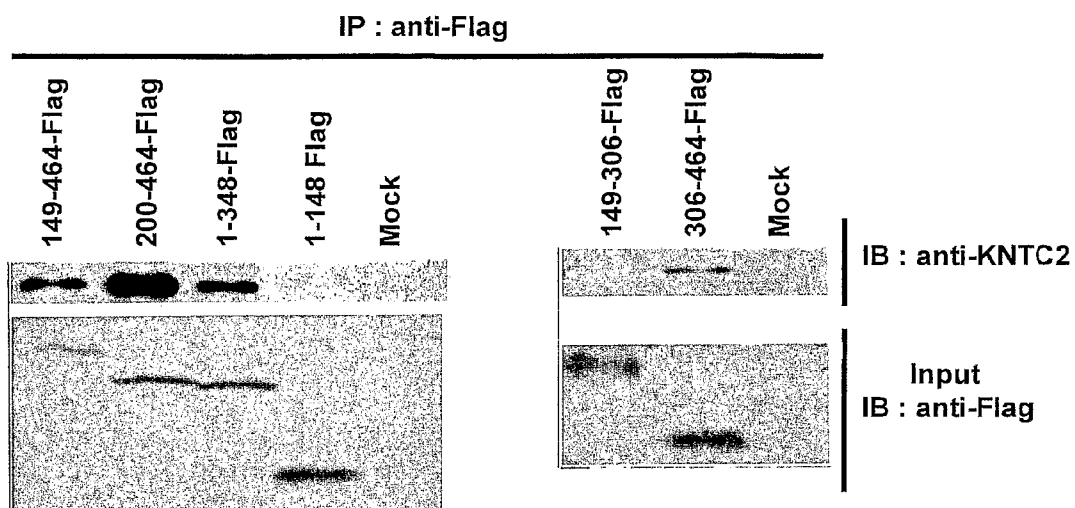 IP : anti-Flag
149-464-Flag
200-464-Flag
1-348-Flag
1-148 Flag
Mock
149-306-Flag
306-464-Flag
Mock
IB : anti-KNTC2
Input
IB : anti-Flag